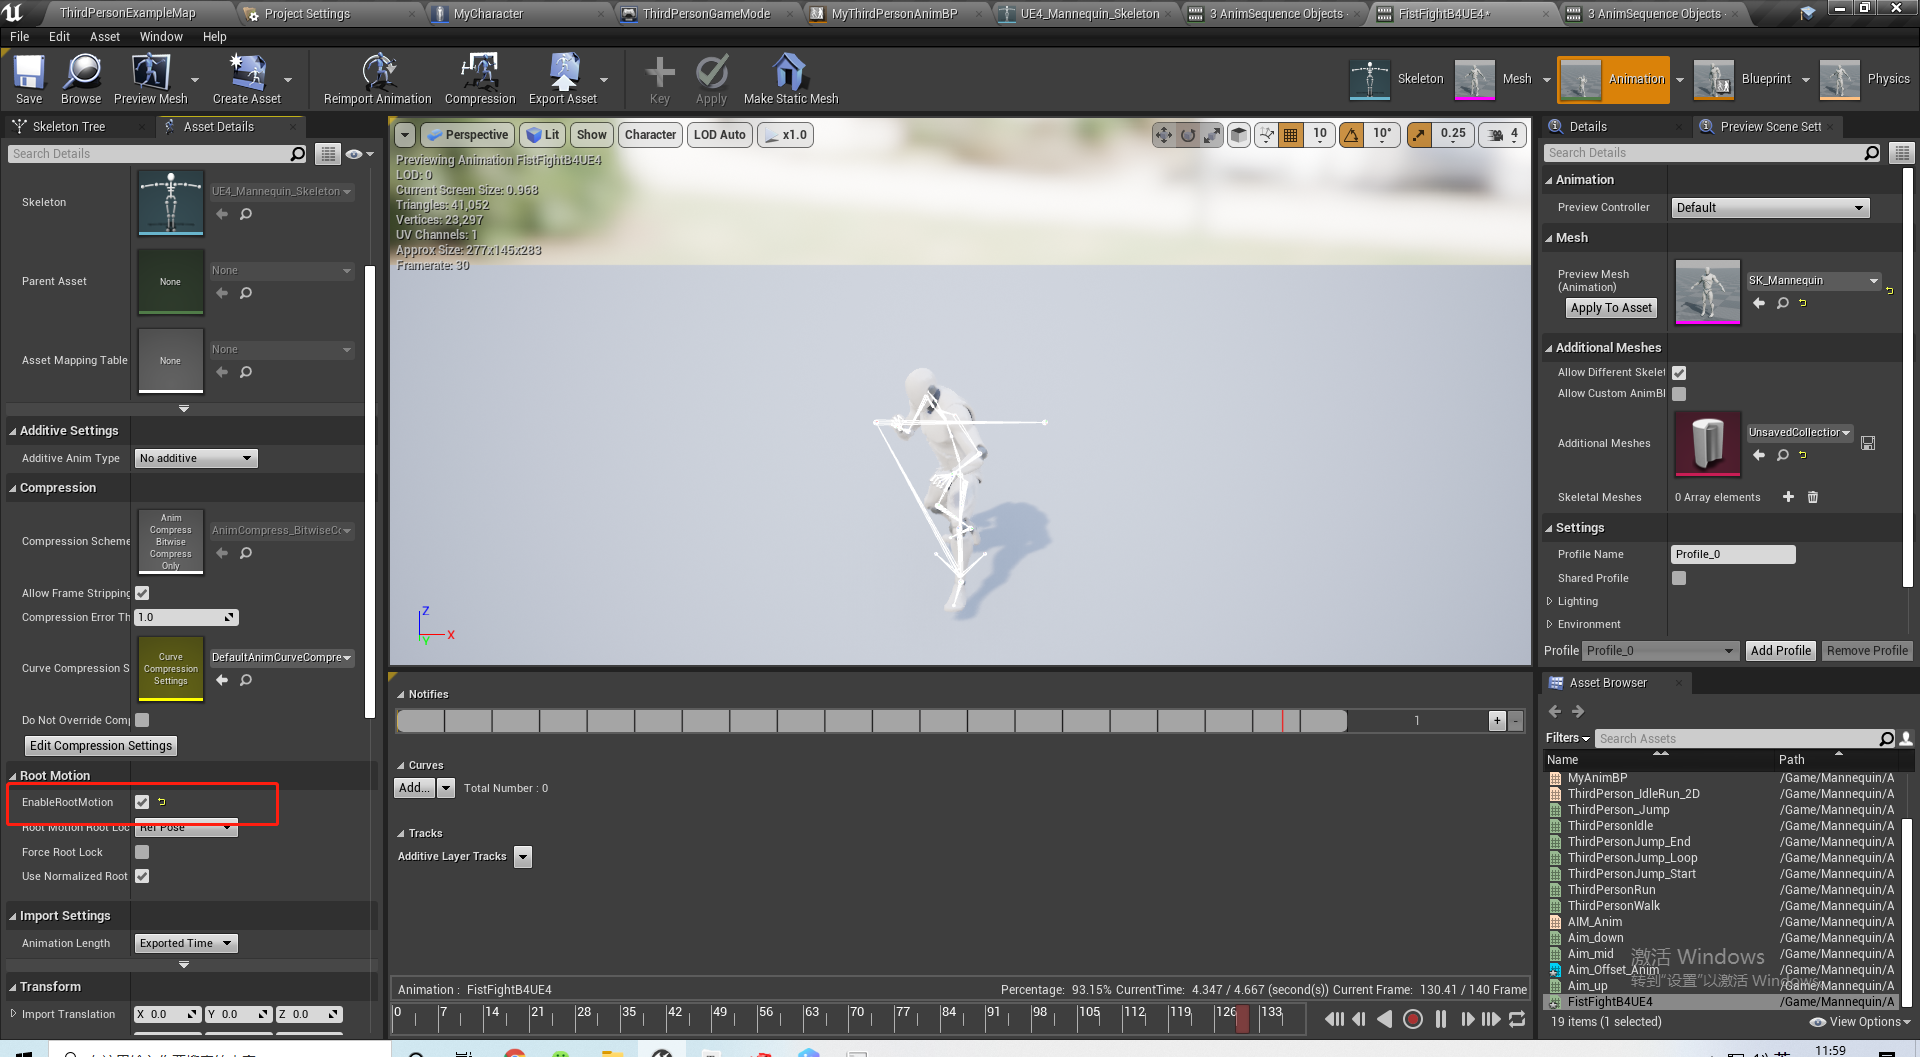 ThirdPersonExampleMap
Project Settings
MyCharacter
ThirdPersonGameMode
MyThirdPersonAnimBP
UE4_Mannequin_Skeleton
3 AnimSequence Objects
FistFightB4UE4*
3 AnimSequence Objects
File Edit Asset Window Help
Save
Browse
Preview Mesh
Create Asset
Reimport Animation
Compression
Export Asset
Key
Apply
Make Static Mesh
Skeleton
Mesh
Animation
Blueprint
Physics
Skeleton Tree
Asset Details
Search Details
Skeleton
UE4_Mannequin_Skeleton
Parent Asset
None
None
Asset Mapping Table
None
None
Additive Settings
Additive Anim Type
No additive
Compression
Compression Scheme
Anim
Compress
Bitwise
Compress
Only
AnimCompress_BitwiseCc
Allow Frame Stripping
Compression Error Th
1.0
Curve Compression S
Curve
Compression
Settings
DefaultAnimCurveCompre
Do Not Override Comp
Edit Compression Settings
Root Motion
EnableRootMotion
Root Motion Root Loc
Ref Pose
Force Root Lock
Use Normalized Root
Import Settings
Animation Length
Exported Time
Transform
Import Translation
X 0.0 Y 0.0 Z 0.0
Perspective
Lit
Show
Character
LOD Auto
x1.0
10
10°
0.25
4
Previewing Animation FistFightB4UE4
LOD: 0
Current Screen Size: 0.968
Triangles: 41,052
Vertices: 23,297
UV Channels: 1
Approx Size: 277x145x283
Framerate: 30
Z
X
Y
Notifies
1
+
-
Curves
Add...
Total Number : 0
Tracks
Additive Layer Tracks
Animation : FistFightB4UE4
Percentage: 93.15% CurrentTime: 4.347 / 4.667 (second(s)) Current Frame: 130.41 / 140 Frame
0 7 14 21 28 35 42 49 56 63 70 77 84 91 98 105 112 119 126 133
Details
Preview Scene Sett
Search Details
Animation
Preview Controller
Default
Mesh
Preview Mesh
(Animation)
Apply To Asset
SK_Mannequin
Additional Meshes
Allow Different Skelet
Allow Custom AnimBl
Additional Meshes
UnsavedCollection
Skeletal Meshes
0 Array elements
Settings
Profile Name
Profile_0
Shared Profile
Lighting
Environment
Profile
Profile_0
Add Profile
Remove Profile
Asset Browser
Filters
Search Assets
Name Path
MyAnimBP /Game/Mannequin/A
ThirdPerson_IdleRun_2D /Game/Mannequin/A
ThirdPerson_Jump /Game/Mannequin/A
ThirdPersonIdle /Game/Mannequin/A
ThirdPersonJump_End /Game/Mannequin/A
ThirdPersonJump_Loop /Game/Mannequin/A
ThirdPersonJump_Start /Game/Mannequin/A
ThirdPersonRun /Game/Mannequin/A
ThirdPersonWalk /Game/Mannequin/A
AIM_Anim /Game/Mannequin/A
Aim_down /Game/Mannequin/A
Aim_mid /Game/Mannequin/A
Aim_Offset_Anim /Game/Mannequin/A
Aim_up /Game/Mannequin/A
FistFightB4UE4 /Game/Mannequin/A
激活 Windows
转到"设置"以激活 Windows。
19 items (1 selected)
View Options
11:59